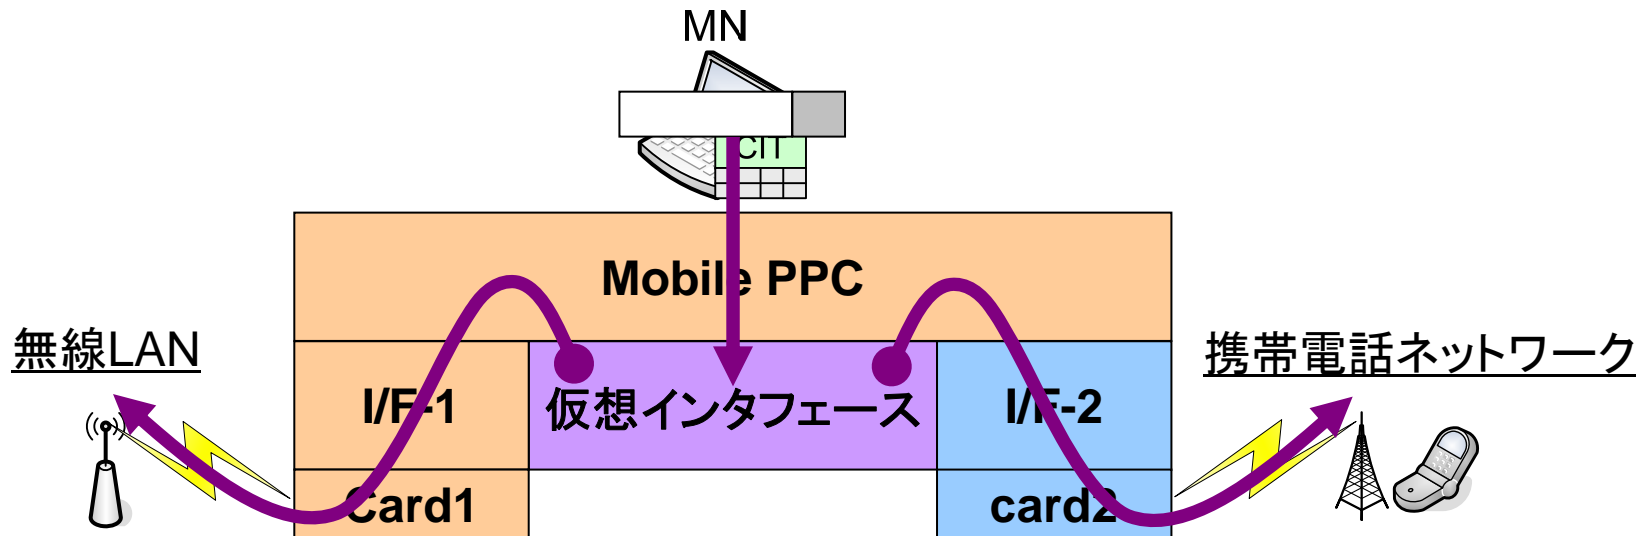 MN
CIT
Mobile PPC
無線LAN
携帯電話ネットワーク
I/F-1
仮想インタフェース
I/F-2
Card1
card2